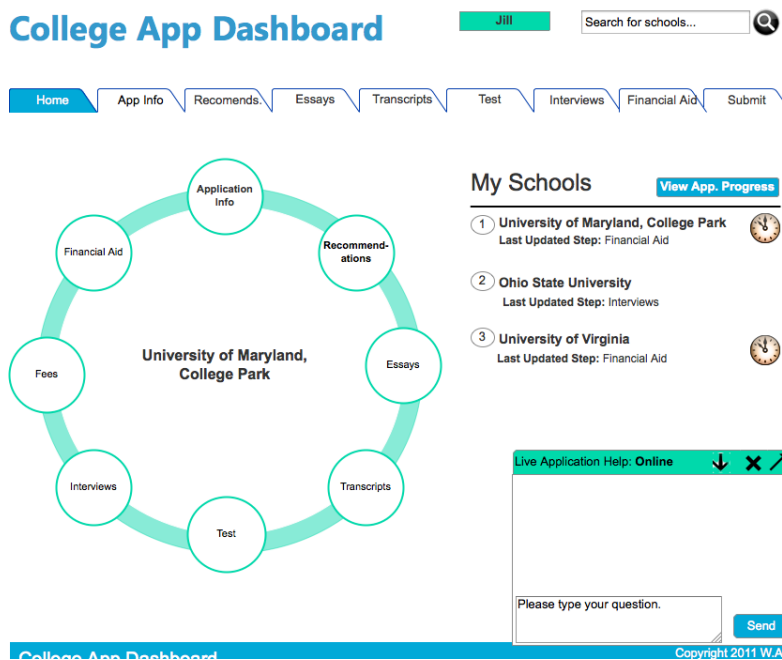 College App Dashboard
Jill
Search for schools...
Home
App Info
Recomends.
Essays
Transcripts
Test
Interviews
Financial Aid
Submit
Application
Info
Recommend-
ations
Essays
Transcripts
Test
Interviews
Fees
Financial Aid
University of Maryland,
College Park
My Schools
View App. Progress
1 University of Maryland, College Park
Last Updated Step: Financial Aid
2 Ohio State University
Last Updated Step: Interviews
3 University of Virginia
Last Updated Step: Financial Aid
Live Application Help: Online
Please type your question.
Send
College App Dashboard
Copyright 2011 W.A